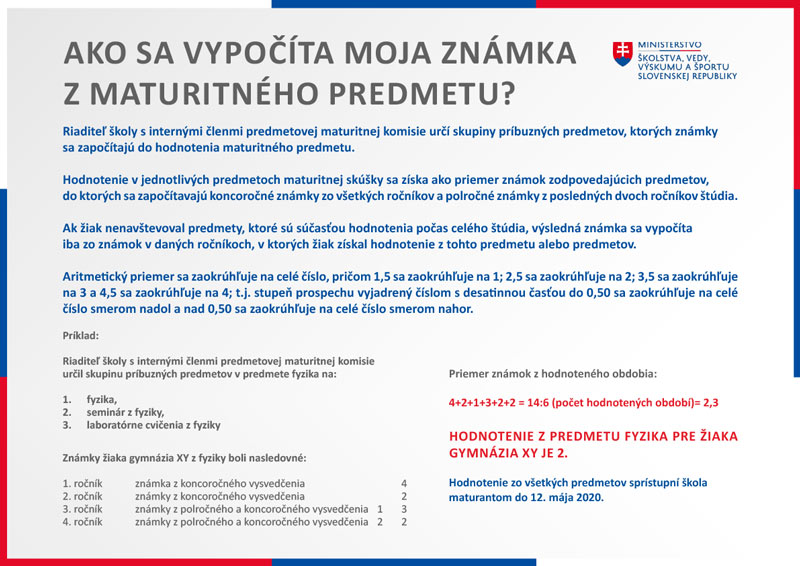 AKO SA VYPOČÍTA MOJA ZNÁMKA
Z MATURITNÉHO PREDMETU?
MINISTERSTVO
ŠKOLSTVA, VEDY,
VÝSKUMU A ŠPORTU
SLOVENSKEJ REPUBLIKY
Riaditeľ školy s internými členmi predmetovej maturitnej komisie určí skupiny príbuzných predmetov, ktorých známky
sa započítajú do hodnotenia maturitného predmetu.
Hodnotenie v jednotlivých predmetoch maturitnej skúšky sa získa ako priemer známok zodpovedajúcich predmetov,
do ktorých sa započítavajú koncoročné známky zo všetkých ročníkov a polročné známky z posledných dvoch ročníkov štúdia.
Ak žiak nenavštevoval predmety, ktoré sú súčasťou hodnotenia počas celého štúdia, výsledná známka sa vypočíta
iba zo známok v daných ročníkoch, v ktorých žiak získal hodnotenie z tohto predmetu alebo predmetov.
Aritmetický priemer sa zaokrúhľuje na celé číslo, pričom 1,5 sa zaokrúhľuje na 1; 2,5 sa zaokrúhľuje na 2; 3,5 sa zaokrúhľuje
na 3 a 4,5 sa zaokrúhľuje na 4; t.j. stupeň prospechu vyjadrený číslom s desatinnou časťou do 0,50 sa zaokrúhľuje na celé
číslo smerom nadol a nad 0,50 sa zaokrúhľuje na celé číslo smerom nahor.
Príklad:
Riaditeľ školy s internými členmi predmetovej maturitnej komisie
určil skupinu príbuzných predmetov v predmete fyzika na:
1. fyzika,
2. seminár z fyziky,
3. laboratórne cvičenia z fyziky
Známky žiaka gymnázia XY z fyziky boli nasledovné:
1. ročník známka z koncoročného vysvedčenia 4
2. ročník známky z koncoročného vysvedčenia 2
3. ročník známky z polročného a koncoročného vysvedčenia 1 3
4. ročník známky z polročného a koncoročného vysvedčenia 2 2
Priemer známok z hodnoteného obdobia:
4+2+1+3+2+2 = 14:6 (počet hodnotených období)= 2,3
HODNOTENIE Z PREDMETU FYZIKA PRE ŽIAKA
GYMNÁZIA XY JE 2.
Hodnotenie zo všetkých predmetov sprístupní škola
maturantom do 12. mája 2020.